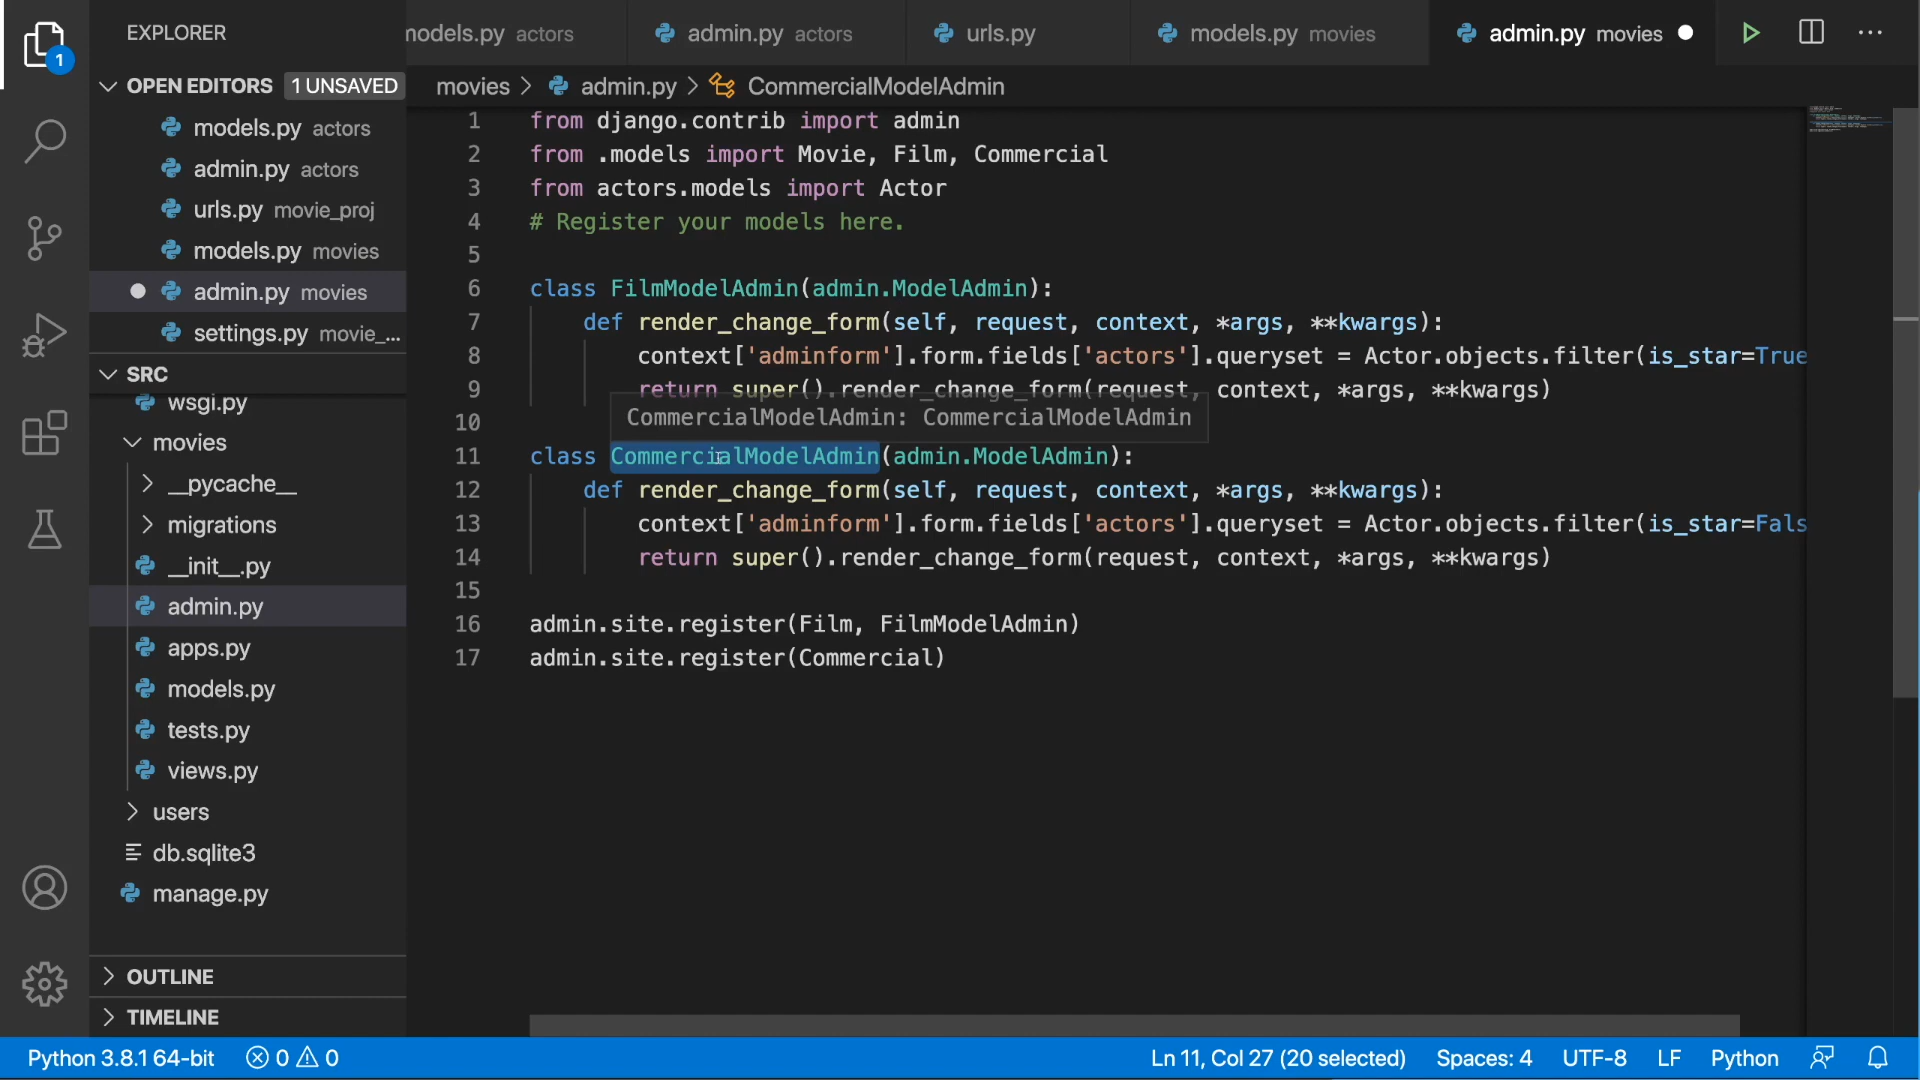 1
EXPLORER
OPEN EDITORS 1 UNSAVED
models.py actors
admin.py actors
urls.py movie_proj
models.py movies
admin.py movies
settings.py movie_...
SRC
wsgi.py
movies
__pycache__
migrations
__init__.py
admin.py
apps.py
models.py
tests.py
views.py
users
db.sqlite3
manage.py
OUTLINE
TIMELINE
models.py actors
admin.py actors
urls.py
models.py movies
admin.py movies
movies > admin.py > CommercialModelAdmin
1 from django.contrib import admin
2 from .models import Movie, Film, Commercial
3 from actors.models import Actor
4 # Register your models here.
5
6 class FilmModelAdmin(admin.ModelAdmin):
7 def render_change_form(self, request, context, *args, **kwargs):
8 context['adminform'].form.fields['actors'].queryset = Actor.objects.filter(is_star=True
9 return super().render_change_form(request, context, *args, **kwargs)
10
CommercialModelAdmin: CommercialModelAdmin
11 class CommercialModelAdmin(admin.ModelAdmin):
12 def render_change_form(self, request, context, *args, **kwargs):
13 context['adminform'].form.fields['actors'].queryset = Actor.objects.filter(is_star=Fals
14 return super().render_change_form(request, context, *args, **kwargs)
15
16 admin.site.register(Film, FilmModelAdmin)
17 admin.site.register(Commercial)
Python 3.8.1 64-bit 0 0 Ln 11, Col 27 (20 selected) Spaces: 4 UTF-8 LF Python